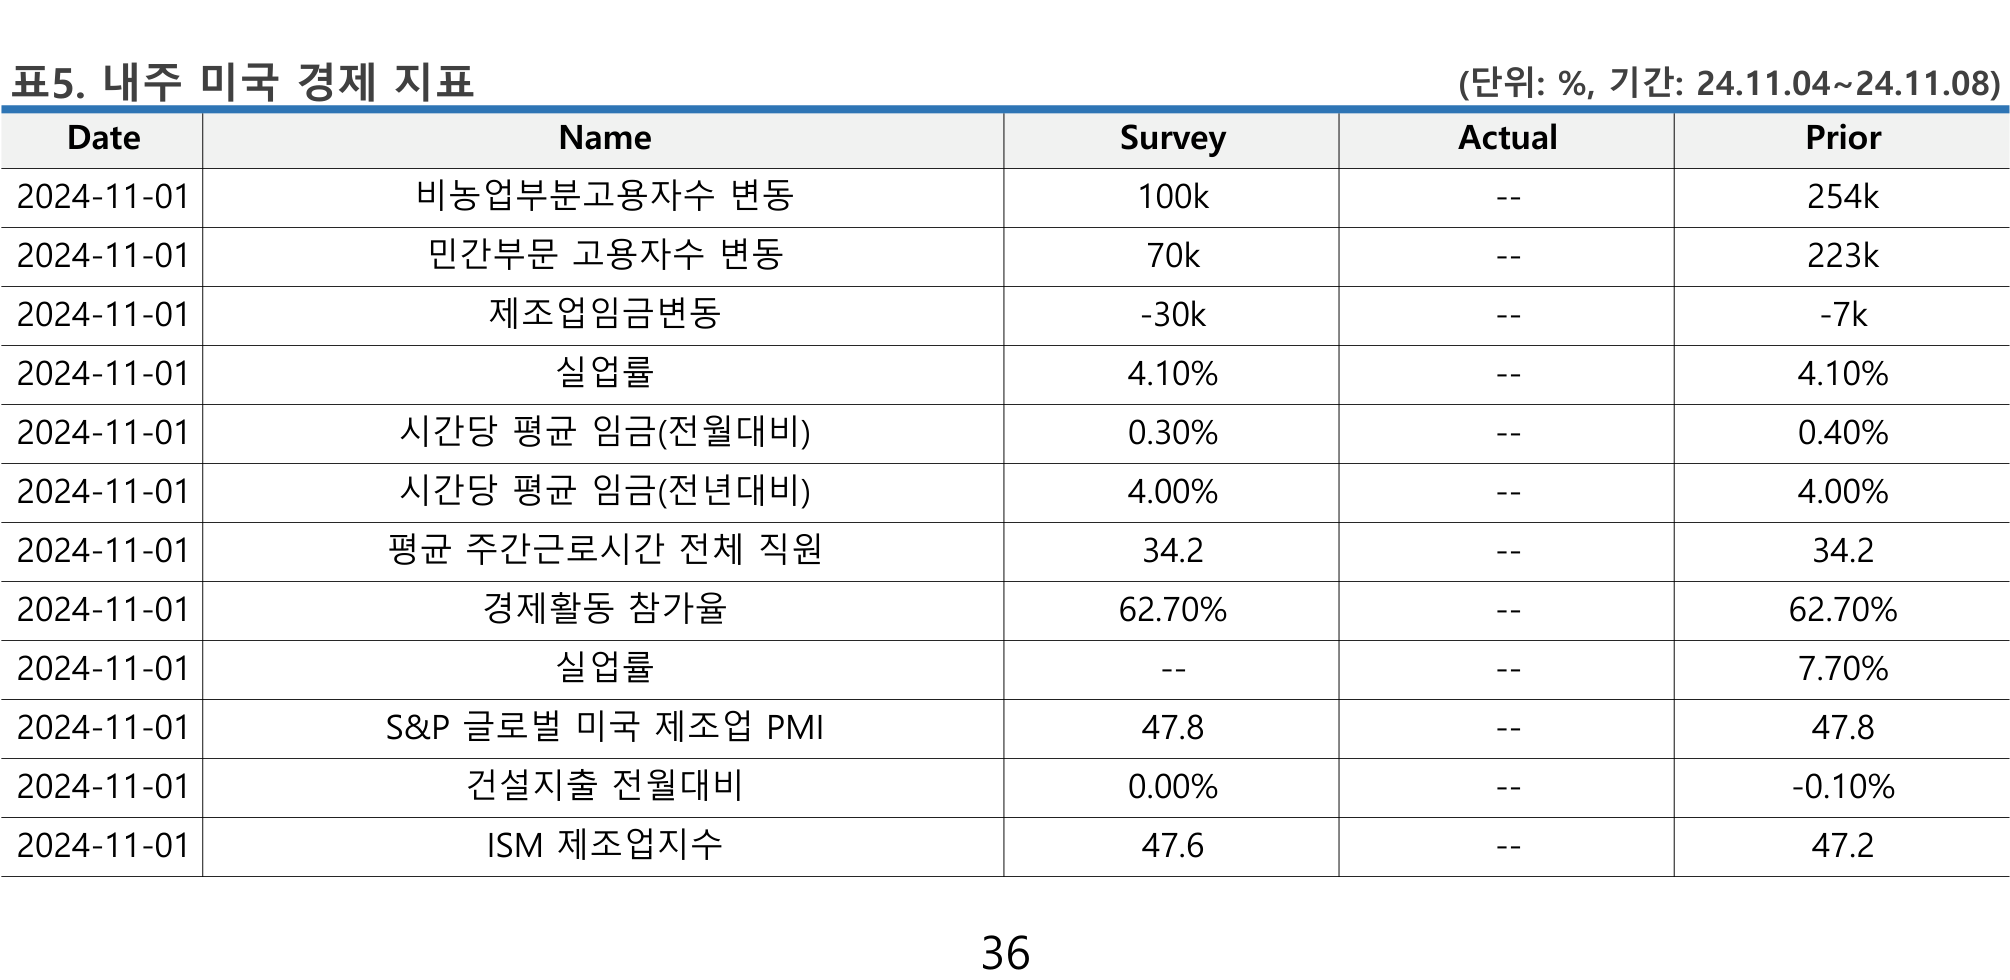 표5. 내주 미국 경제 지표 (단위: %, 기간: 24.11.04~24.11.08)
Date Name Survey Actual Prior
2024-11-01 비농업부분고용자수 변동 100k -- 254k
2024-11-01 민간부문 고용자수 변동 70k -- 223k
2024-11-01 제조업임금변동 -30k -- -7k
2024-11-01 실업률 4.10% -- 4.10%
2024-11-01 시간당 평균 임금(전월대비) 0.30% -- 0.40%
2024-11-01 시간당 평균 임금(전년대비) 4.00% -- 4.00%
2024-11-01 평균 주간근로시간 전체 직원 34.2 -- 34.2
2024-11-01 경제활동 참가율 62.70% -- 62.70%
2024-11-01 실업률 -- -- 7.70%
2024-11-01 S&P 글로벌 미국 제조업 PMI 47.8 -- 47.8
2024-11-01 건설지출 전월대비 0.00% -- -0.10%
2024-11-01 ISM 제조업지수 47.6 -- 47.2
36